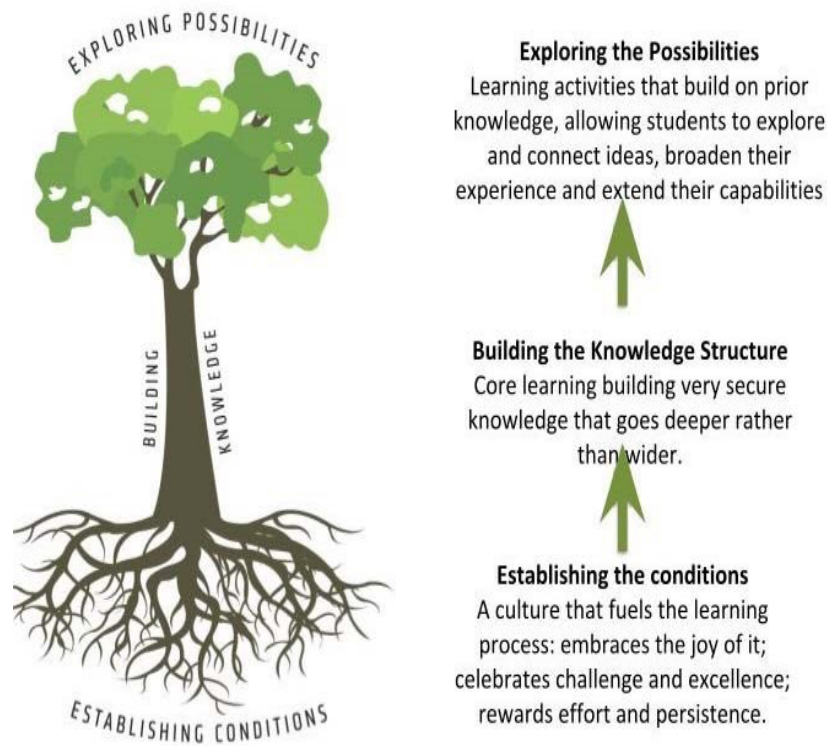 EXPLORING POSSIBILITIES
BUILDING
KNOWLEDGE
ESTABLISHING CONDITIONS
Exploring the Possibilities
Learning activities that build on prior
knowledge, allowing students to explore
and connect ideas, broaden their
experience and extend their capabilities
Building the Knowledge Structure
Core learning building very secure
knowledge that goes deeper rather
than wider.
Establishing the conditions
A culture that fuels the learning
process: embraces the joy of it;
celebrates challenge and excellence;
rewards effort and persistence.